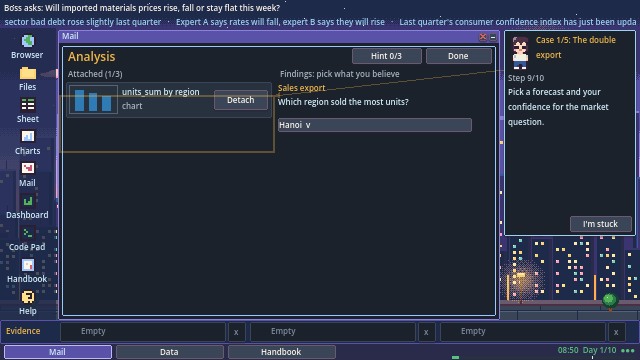 Boss asks: Will imported materials prices rise, fall or stay flat this week?
sector bad debt rose slightly last quarter · Expert A says rates will fall, expert B says they will rise · Last quarter's consumer confidence index has just been upda
Mail
Browser
Files
Sheet
Charts
Mail
Dashboard
Code Pad
Handbook
Help
Analysis
Hint 0/3
Done
Attached (1/3)
units_sum by region
chart
Detach
Findings: pick what you believe
Sales export
Which region sold the most units?
Hanoi v
Case 1/5: The double export
Step 9/10
Pick a forecast and your
confidence for the market
question.
I'm stuck
Evidence
Empty
x
Empty
x
Empty
x
Mail
Data
Handbook
08:50 Day 1/10